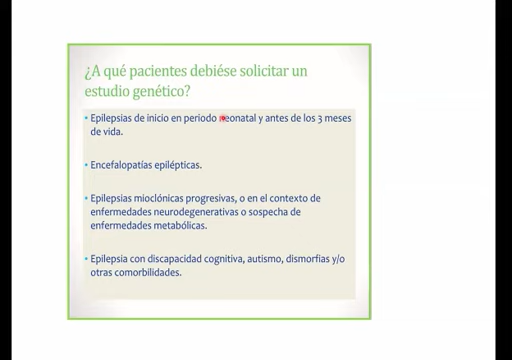 ¿A qué pacientes debiése solicitar un
estudio genético?
• Epilepsias de inicio en periodo neonatal y antes de los 3 meses
de vida.
• Encefalopatías epilépticas.
• Epilepsias mioclónicas progresivas, o en el contexto de
enfermedades neurodegenerativas o sospecha de
enfermedades metabólicas.
• Epilepsia con discapacidad cognitiva, autismo, dismorfias y/o
otras comorbilidades.